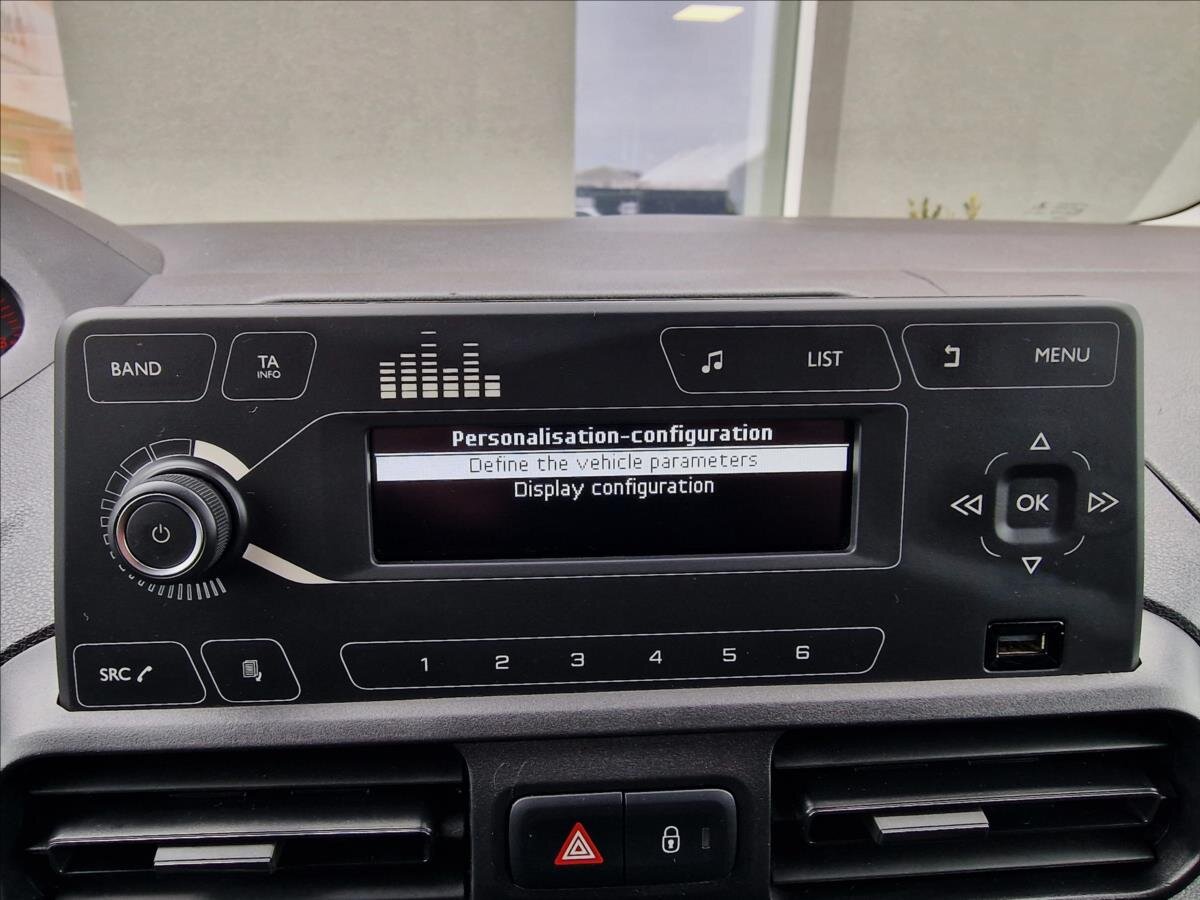 BAND
TA
INFO
LIST
MENU
Personalisation-configuration
Define the vehicle parameters
Display configuration
OK
SRC
1 2 3 4 5 6